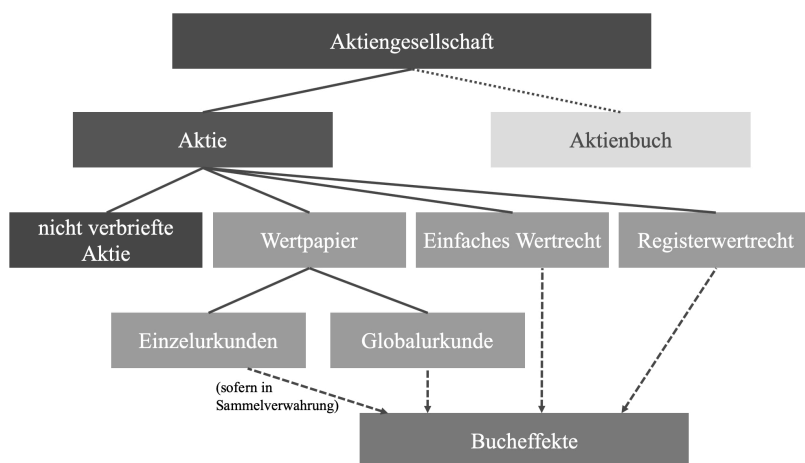 Aktiengesellschaft
Aktie
Aktienbuch
nicht verbriefte
Aktie
Wertpapier
Einfaches Wertrecht
Registerwertrecht
Einzelurkunden
Globalurkunde
(sofern in
Sammelverwahrung)
Bucheffekte